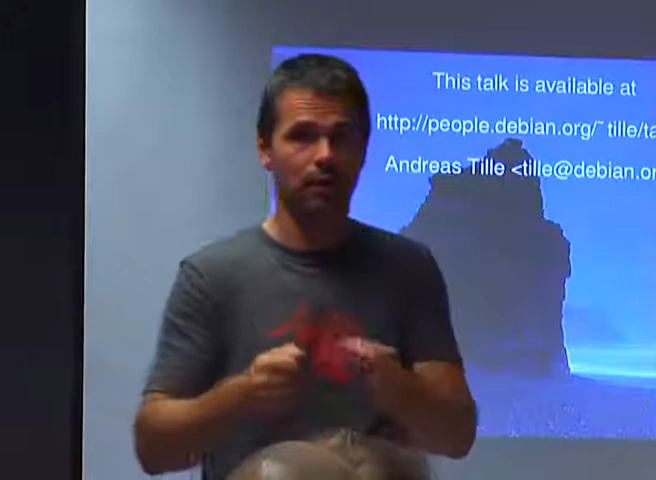 This talk is available at
http://people.debian.org/~tille/ta
Andreas Tille <tille@debian.or